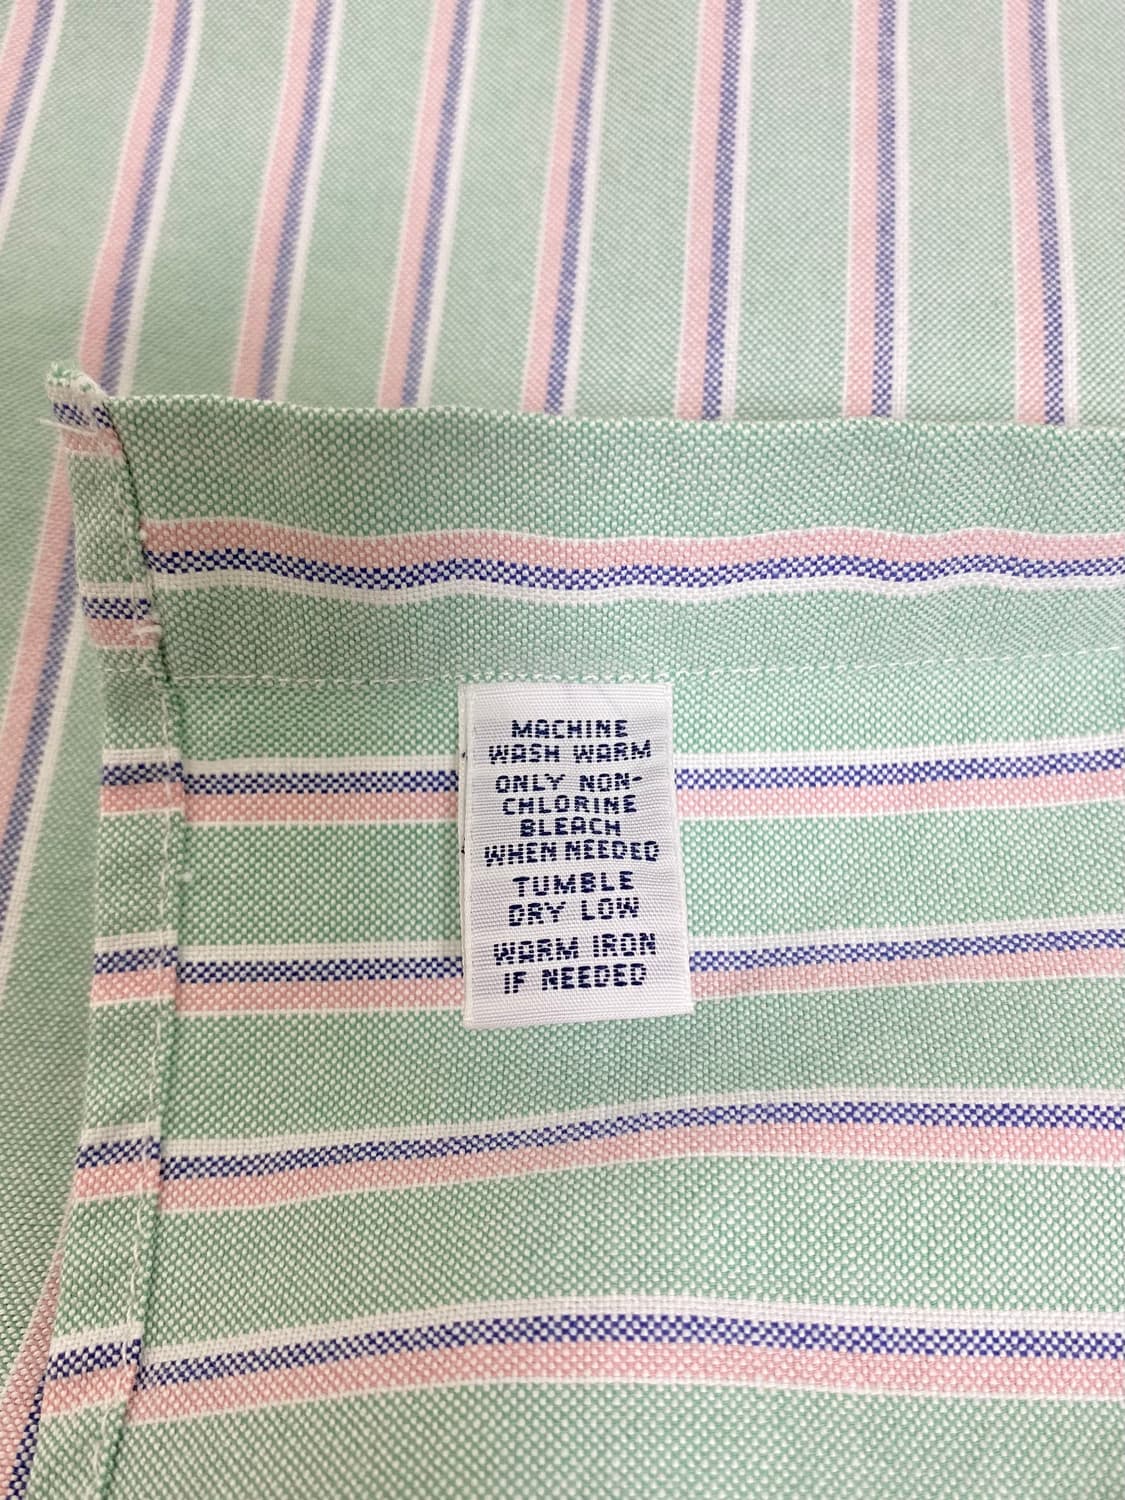 MACHINE
WASH WARM
ONLY NON-
CHLORINE
BLEACH
WHEN NEEDED
TUMBLE
DRY LOW
WARM IRON
IF NEEDED